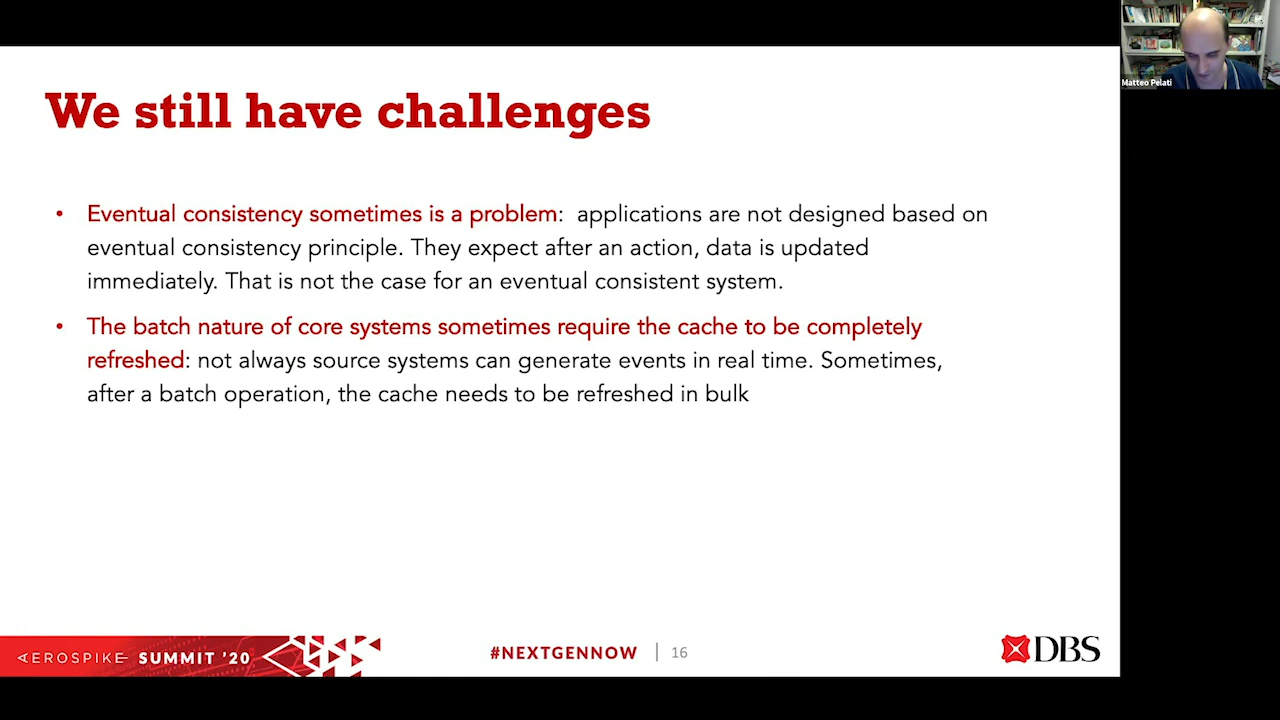 Matteo Pelati
We still have challenges
• Eventual consistency sometimes is a problem: applications are not designed based on
eventual consistency principle. They expect after an action, data is updated
immediately. That is not the case for an eventual consistent system.
• The batch nature of core systems sometimes require the cache to be completely
refreshed: not always source systems can generate events in real time. Sometimes,
after a batch operation, the cache needs to be refreshed in bulk
AEROSPIKE SUMMIT '20
#NEXTGENNOW | 16
DBS